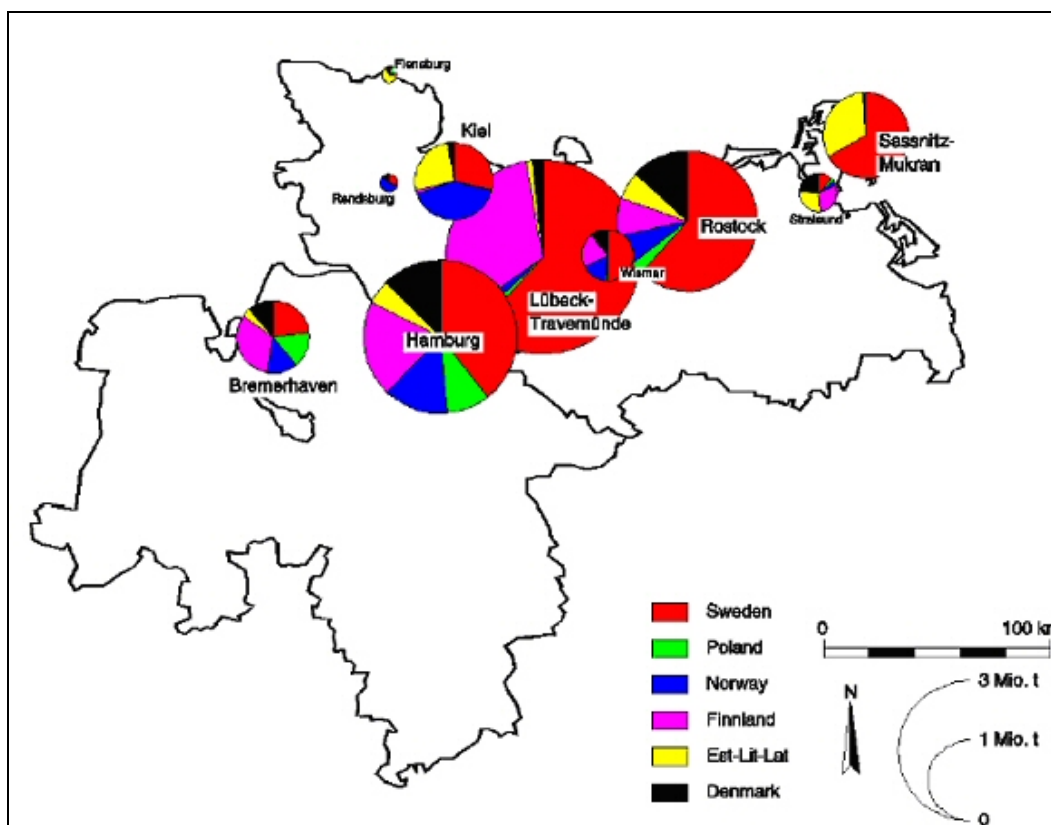 Flensburg
Kiel
Sassnitz-
Mukran
Rendsburg
Stralsund
Rostock
Wismar
Lübeck-
Travemünde
Hamburg
Bremerhaven
Sweden
Poland
Norway
Finnland
Est-Lit-Lat
Denmark
0 100 km
N
3 Mio. t
1 Mio. t
0